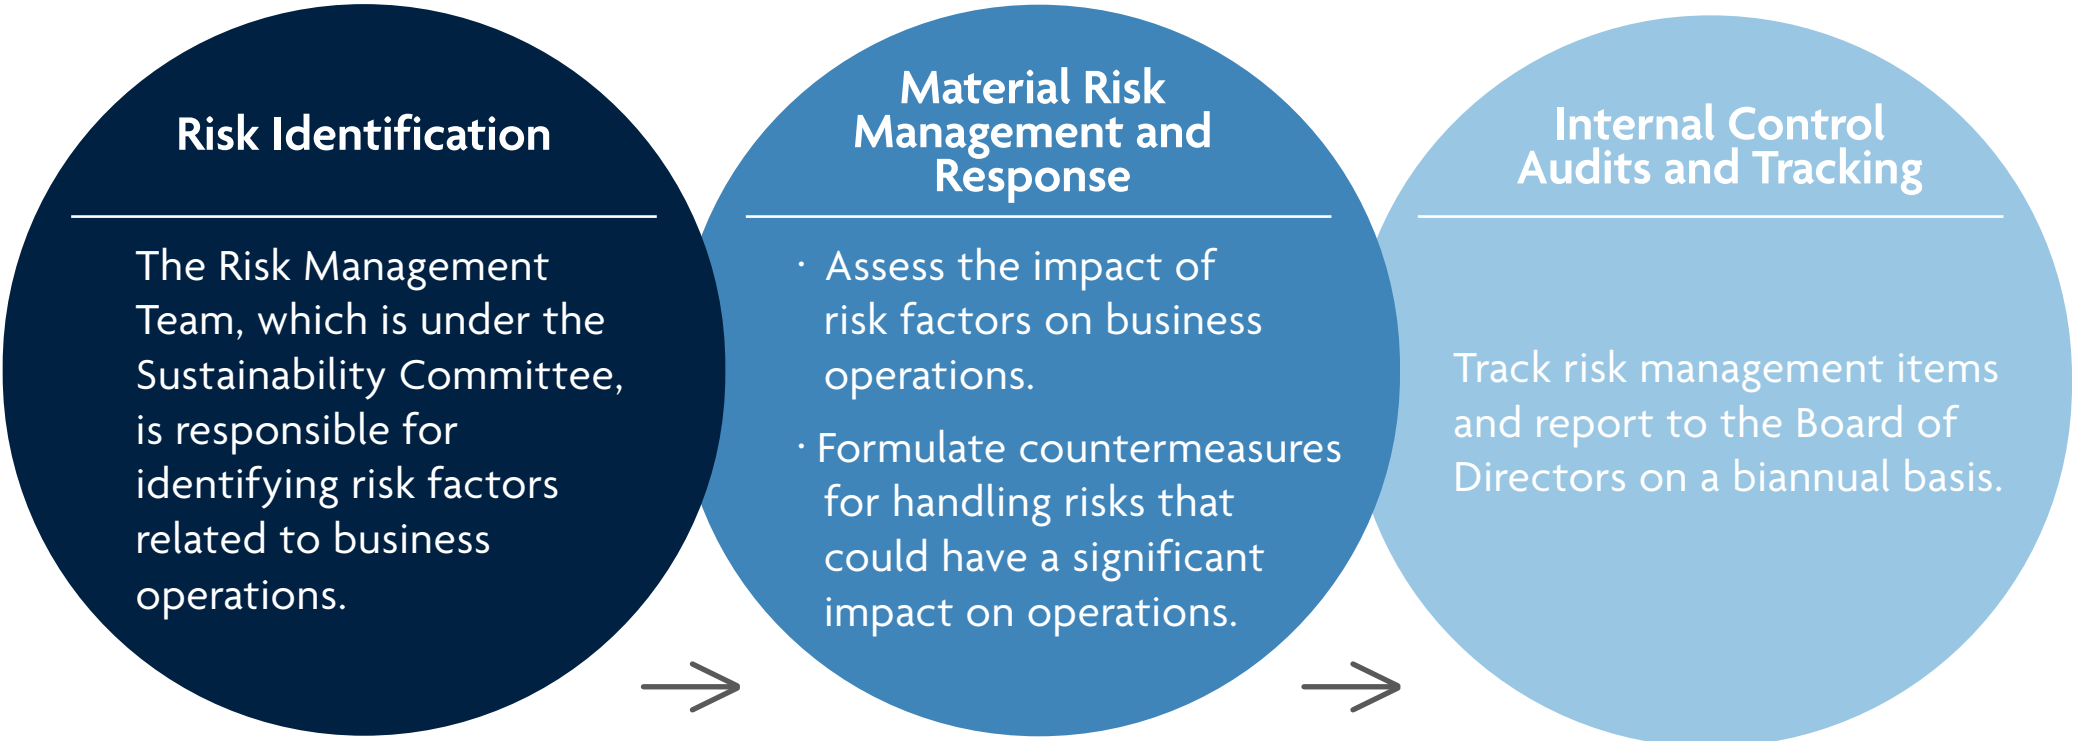 Risk Identification
The Risk Management
Team, which is under the
Sustainability Committee,
is responsible for
identifying risk factors
related to business
operations.
Material Risk
Management and
Response
· Assess the impact of
risk factors on business
operations.
· Formulate countermeasures
for handling risks that
could have a significant
impact on operations.
Internal Control
Audits and Tracking
Track risk management items
and report to the Board of
Directors on a biannual basis.